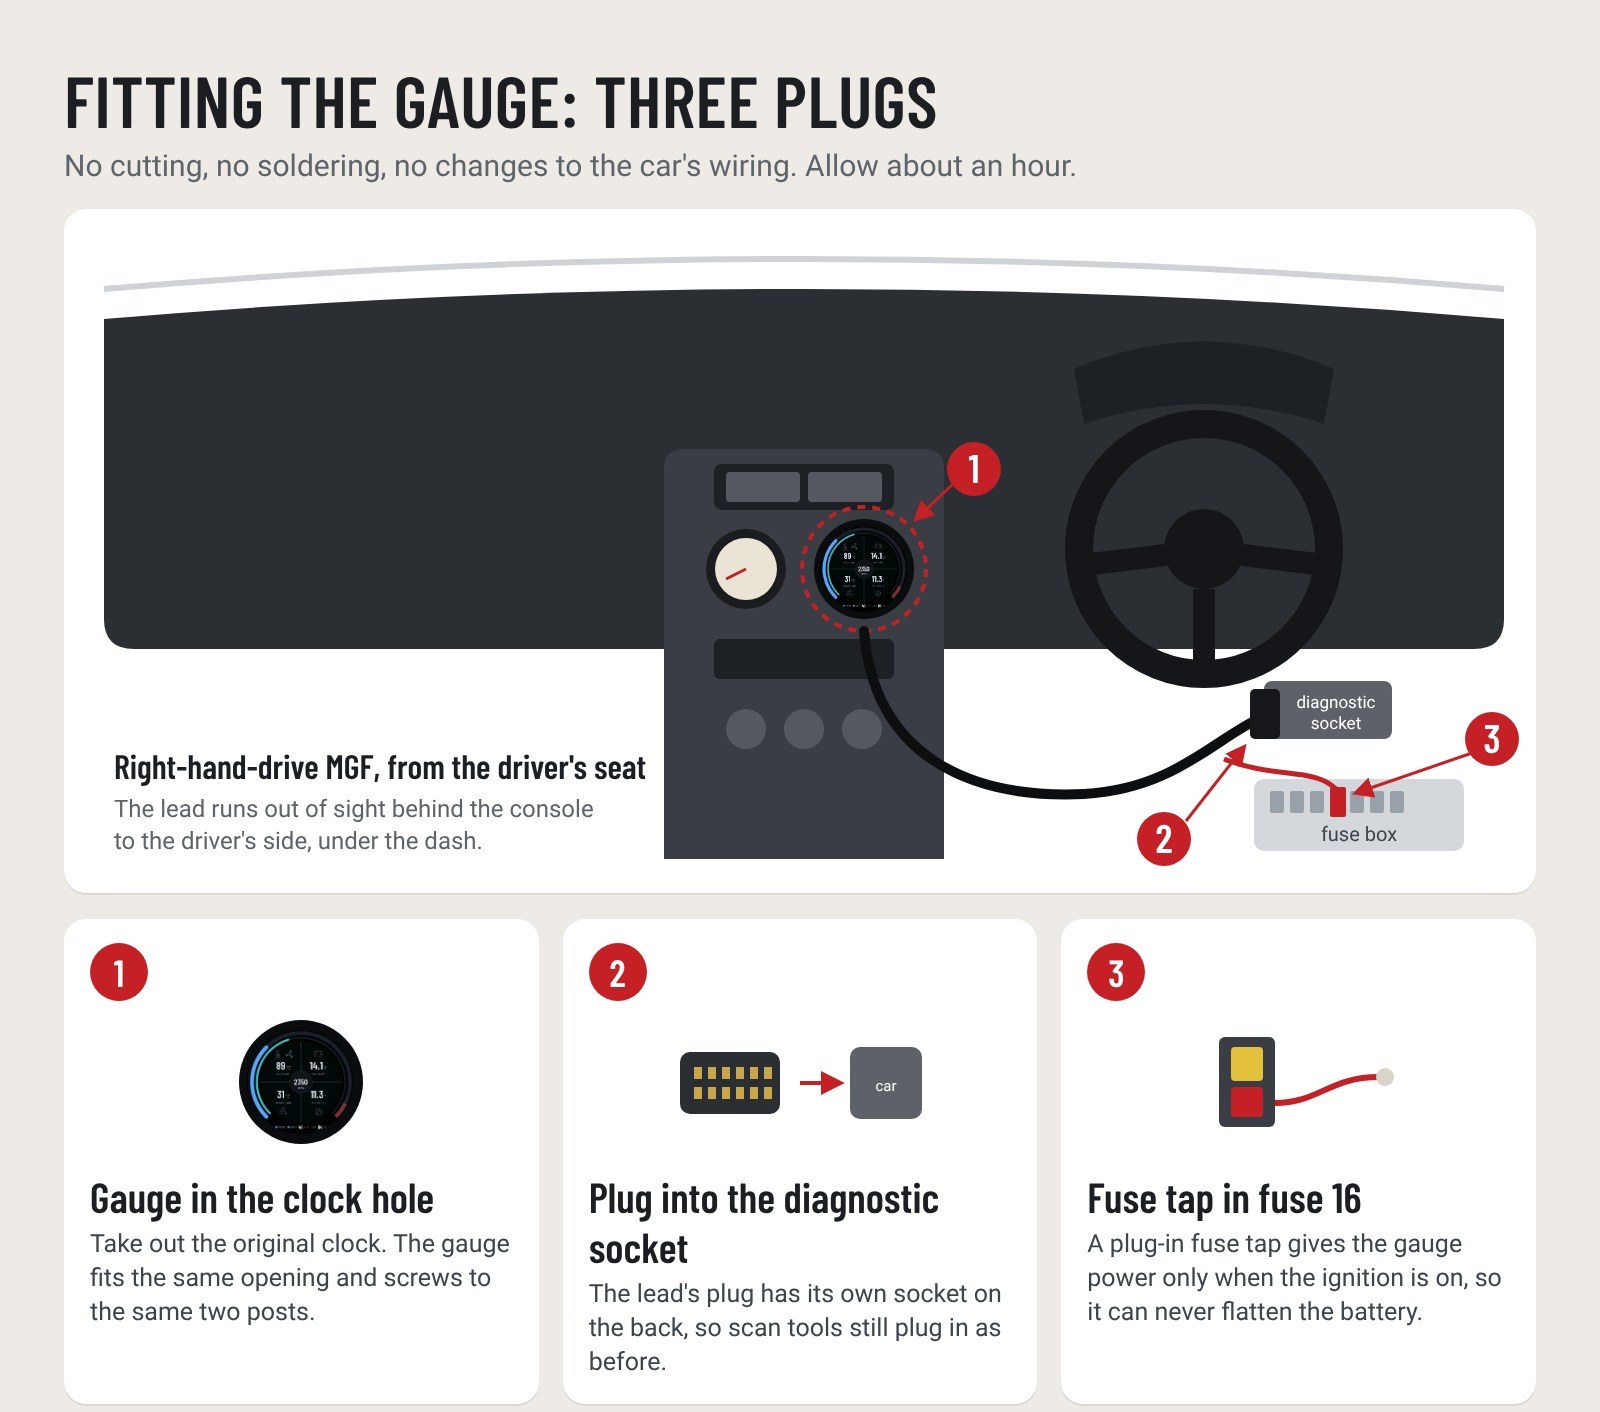 FITTING THE GAUGE: THREE PLUGS
No cutting, no soldering, no changes to the car's wiring. Allow about an hour.
1
89
14.1
2350
31
11.3
diagnostic
socket
3
2
fuse box
Right-hand-drive MGF, from the driver's seat
The lead runs out of sight behind the console
to the driver's side, under the dash.
1
89
14.1
2350
31
11.3
Gauge in the clock hole
Take out the original clock. The gauge
fits the same opening and screws to
the same two posts.
2
car
Plug into the diagnostic
socket
The lead's plug has its own socket on
the back, so scan tools still plug in as
before.
3
Fuse tap in fuse 16
A plug-in fuse tap gives the gauge
power only when the ignition is on, so
it can never flatten the battery.